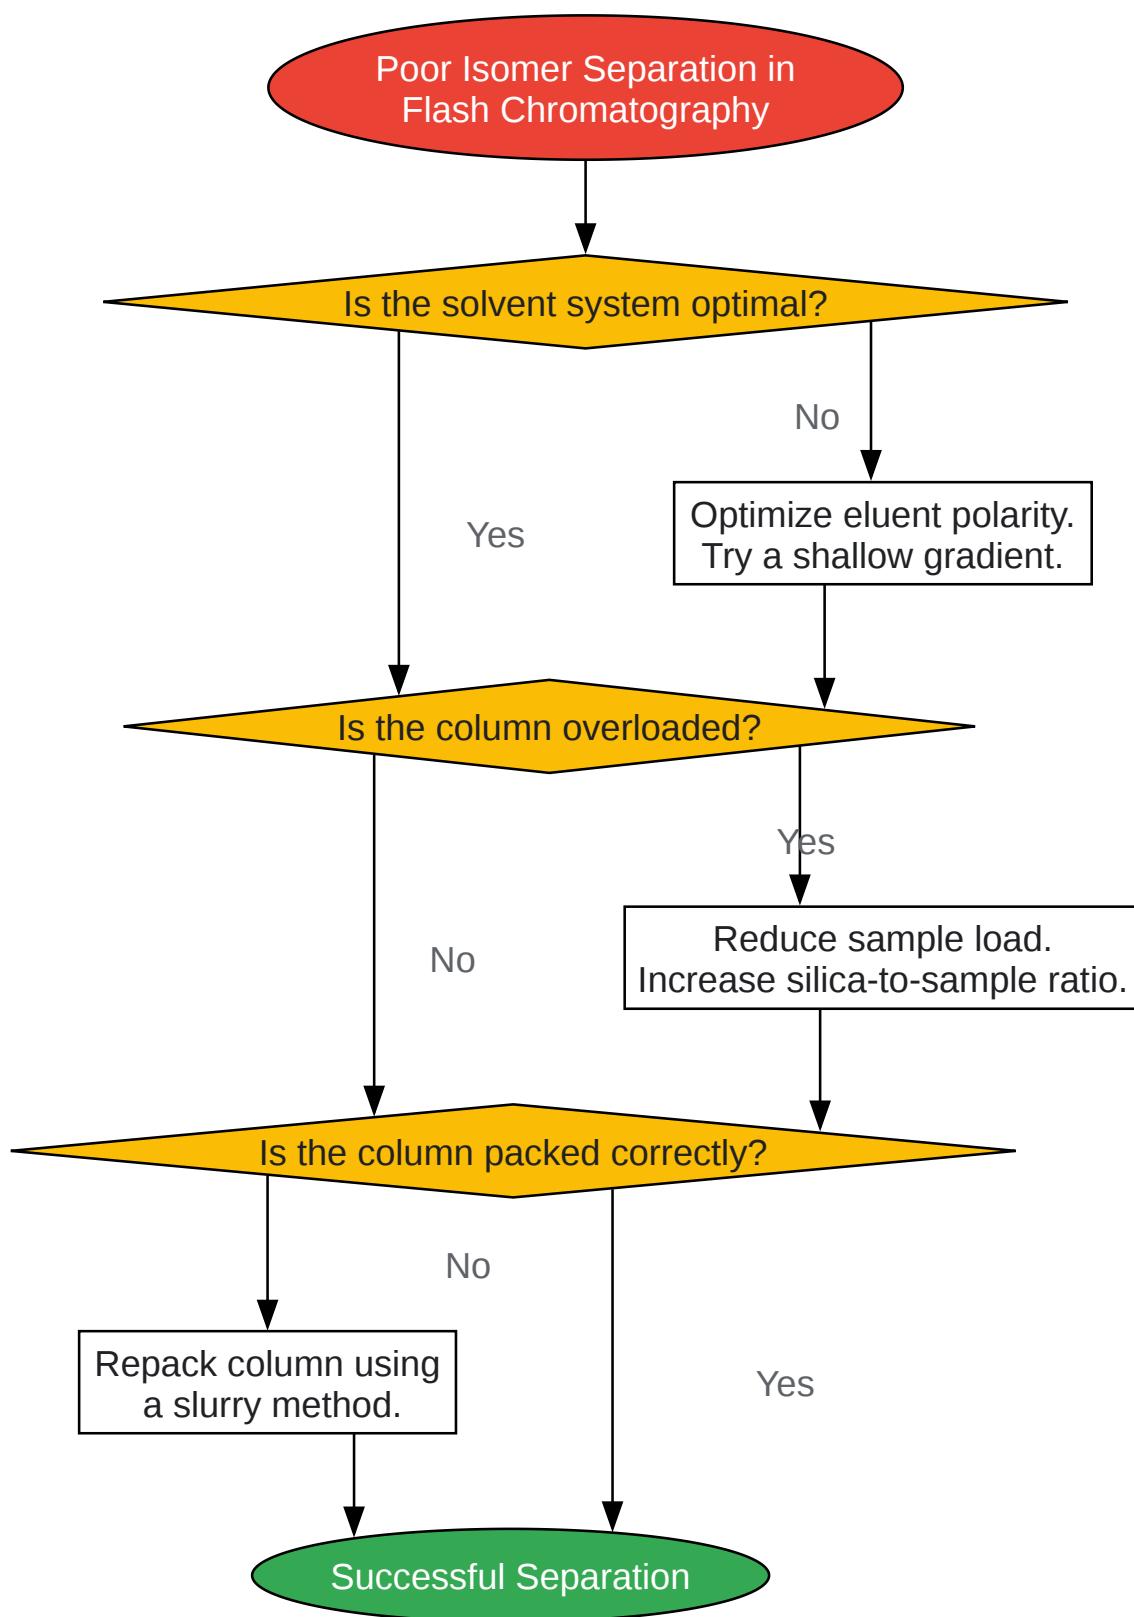 Poor Isomer Separation in
Flash Chromatography
Is the solvent system optimal?
No
Optimize eluent polarity.
Try a shallow gradient.
Yes
Is the column overloaded?
Yes
Reduce sample load.
Increase silica-to-sample ratio.
No
Is the column packed correctly?
No
Repack column using
a slurry method.
Yes
Successful Separation